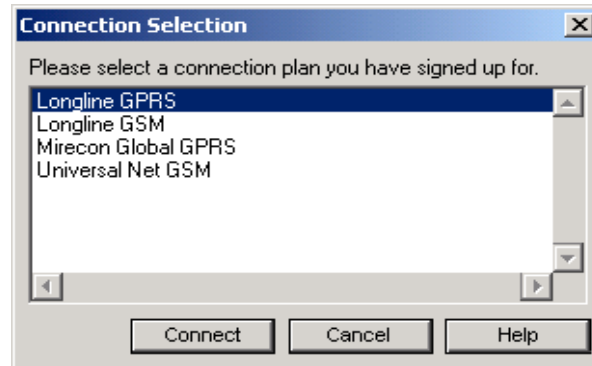 Connection Selection
Please select a connection plan you have signed up for.
Longline GPRS
Longline GSM
Mirecon Global GPRS
Universal Net GSM
Connect Cancel Help